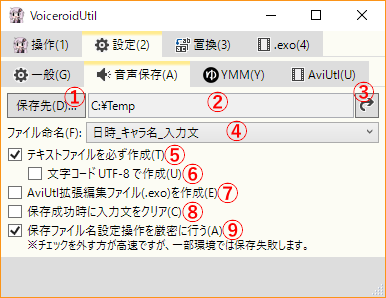 VoiceroidUtil
操作(1) 設定(2) 置換(3) .exo(4)
一般(G) 音声保存(A) ゆ YMM(Y) AviUtl(U)
① ② ③
保存先(D)... C:¥Temp
ファイル命名(F): 日時_キャラ名_入力文 ④
テキストファイルを必ず作成(T) ⑤
文字コード UTF-8 で作成(U) ⑥
AviUtl拡張編集ファイル(.exo)を作成(E) ⑦
保存成功時に入力文をクリア(C) ⑧
保存ファイル名設定操作を厳密に行う(A) ⑨
※チェックを外す方が高速ですが、一部環境では保存失敗します。